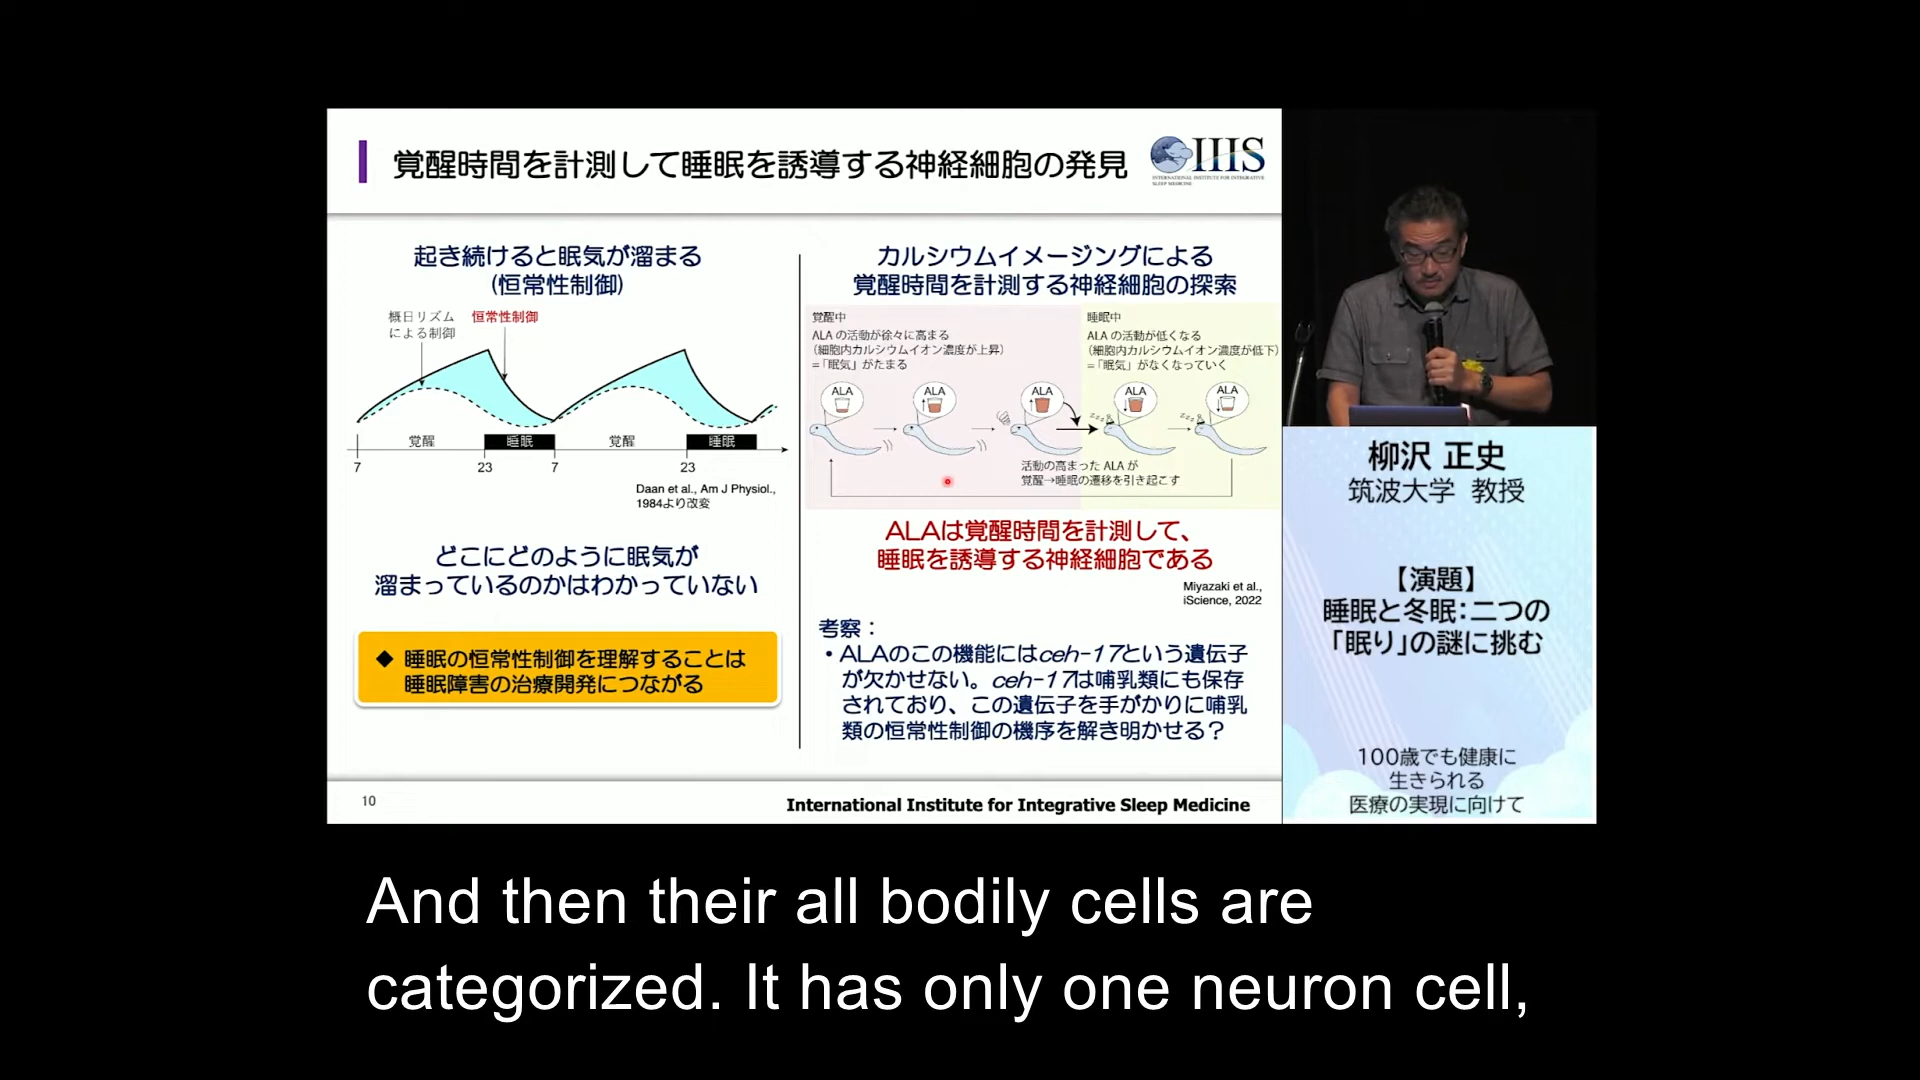 覚醒時間を計測して睡眠を誘導する神経細胞の発見
IIIS
INTERNATIONAL INSTITUTE FOR INTEGRATIVE
SLEEP MEDICINE
起き続けると眠気が溜まる
(恒常性制御)
概日リズム
による制御
恒常性制御
覚醒
睡眠
覚醒
睡眠
7
23
7
23
Daan et al., Am J Physiol.,
1984より改変
どこにどのように眠気が
溜まっているのかはわかっていない
◆ 睡眠の恒常性制御を理解することは
睡眠障害の治療開発につながる
カルシウムイメージングによる
覚醒時間を計測する神経細胞の探索
覚醒中
ALA の活動が徐々に高まる
（細胞内カルシウムイオン濃度が上昇）
=「眠気」がたまる
睡眠中
ALA の活動が低くなる
（細胞内カルシウムイオン濃度が低下）
=「眠気」がなくなっていく
ALA
ALA
ALA
ALA
ALA
zzz
zzz
活動の高まった ALA が
覚醒→睡眠の遷移を引き起こす
ALAは覚醒時間を計測して、
睡眠を誘導する神経細胞である
Miyazaki et al.,
iScience, 2022
考察：
・ALAのこの機能にはceh-17という遺伝子
が欠かせない。ceh-17は哺乳類にも保存
されており、この遺伝子を手がかりに哺乳
類の恒常性制御の機序を解き明かせる？
10
International Institute for Integrative Sleep Medicine
柳沢 正史
筑波大学 教授
【演題】
睡眠と冬眠：二つの
「眠り」の謎に挑む
100歳でも健康に
生きられる
医療の実現に向けて
And then their all bodily cells are
categorized. It has only one neuron cell,